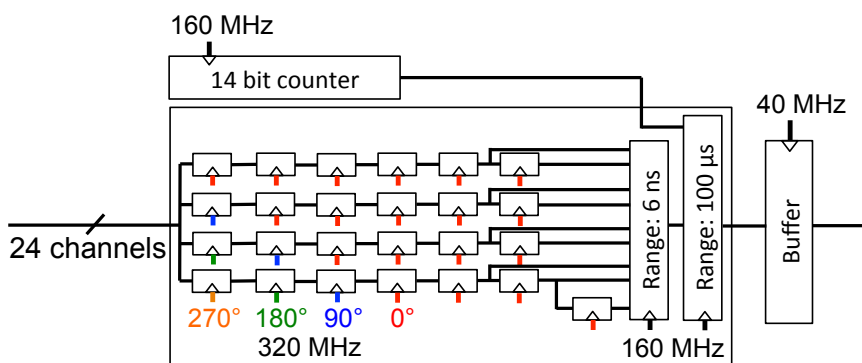 160 MHz
14 bit counter
40 MHz
Range: 6 ns
Range: 100 µs
Buffer
24 channels
270° 180° 90° 0°
320 MHz
160 MHz